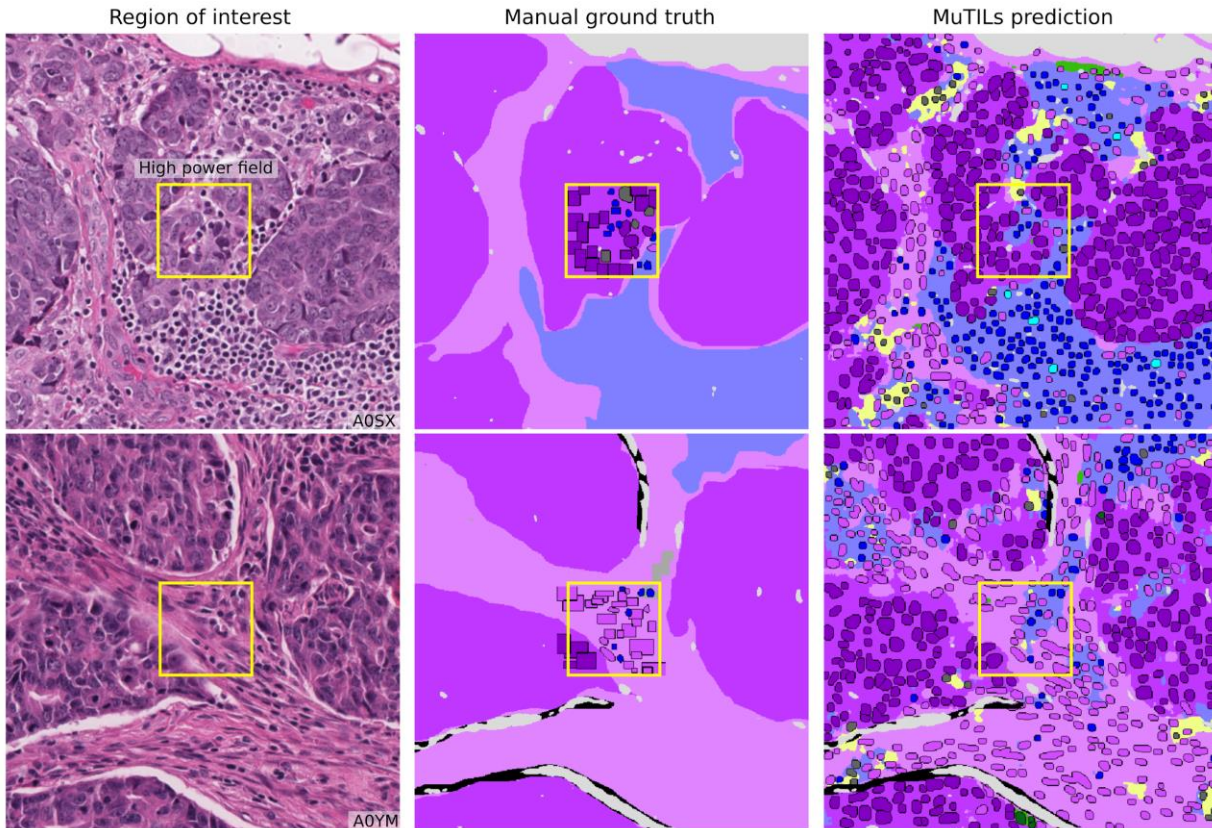 Region of interest
Manual ground truth
MuTILs prediction
High power field
A0SX
A0YM